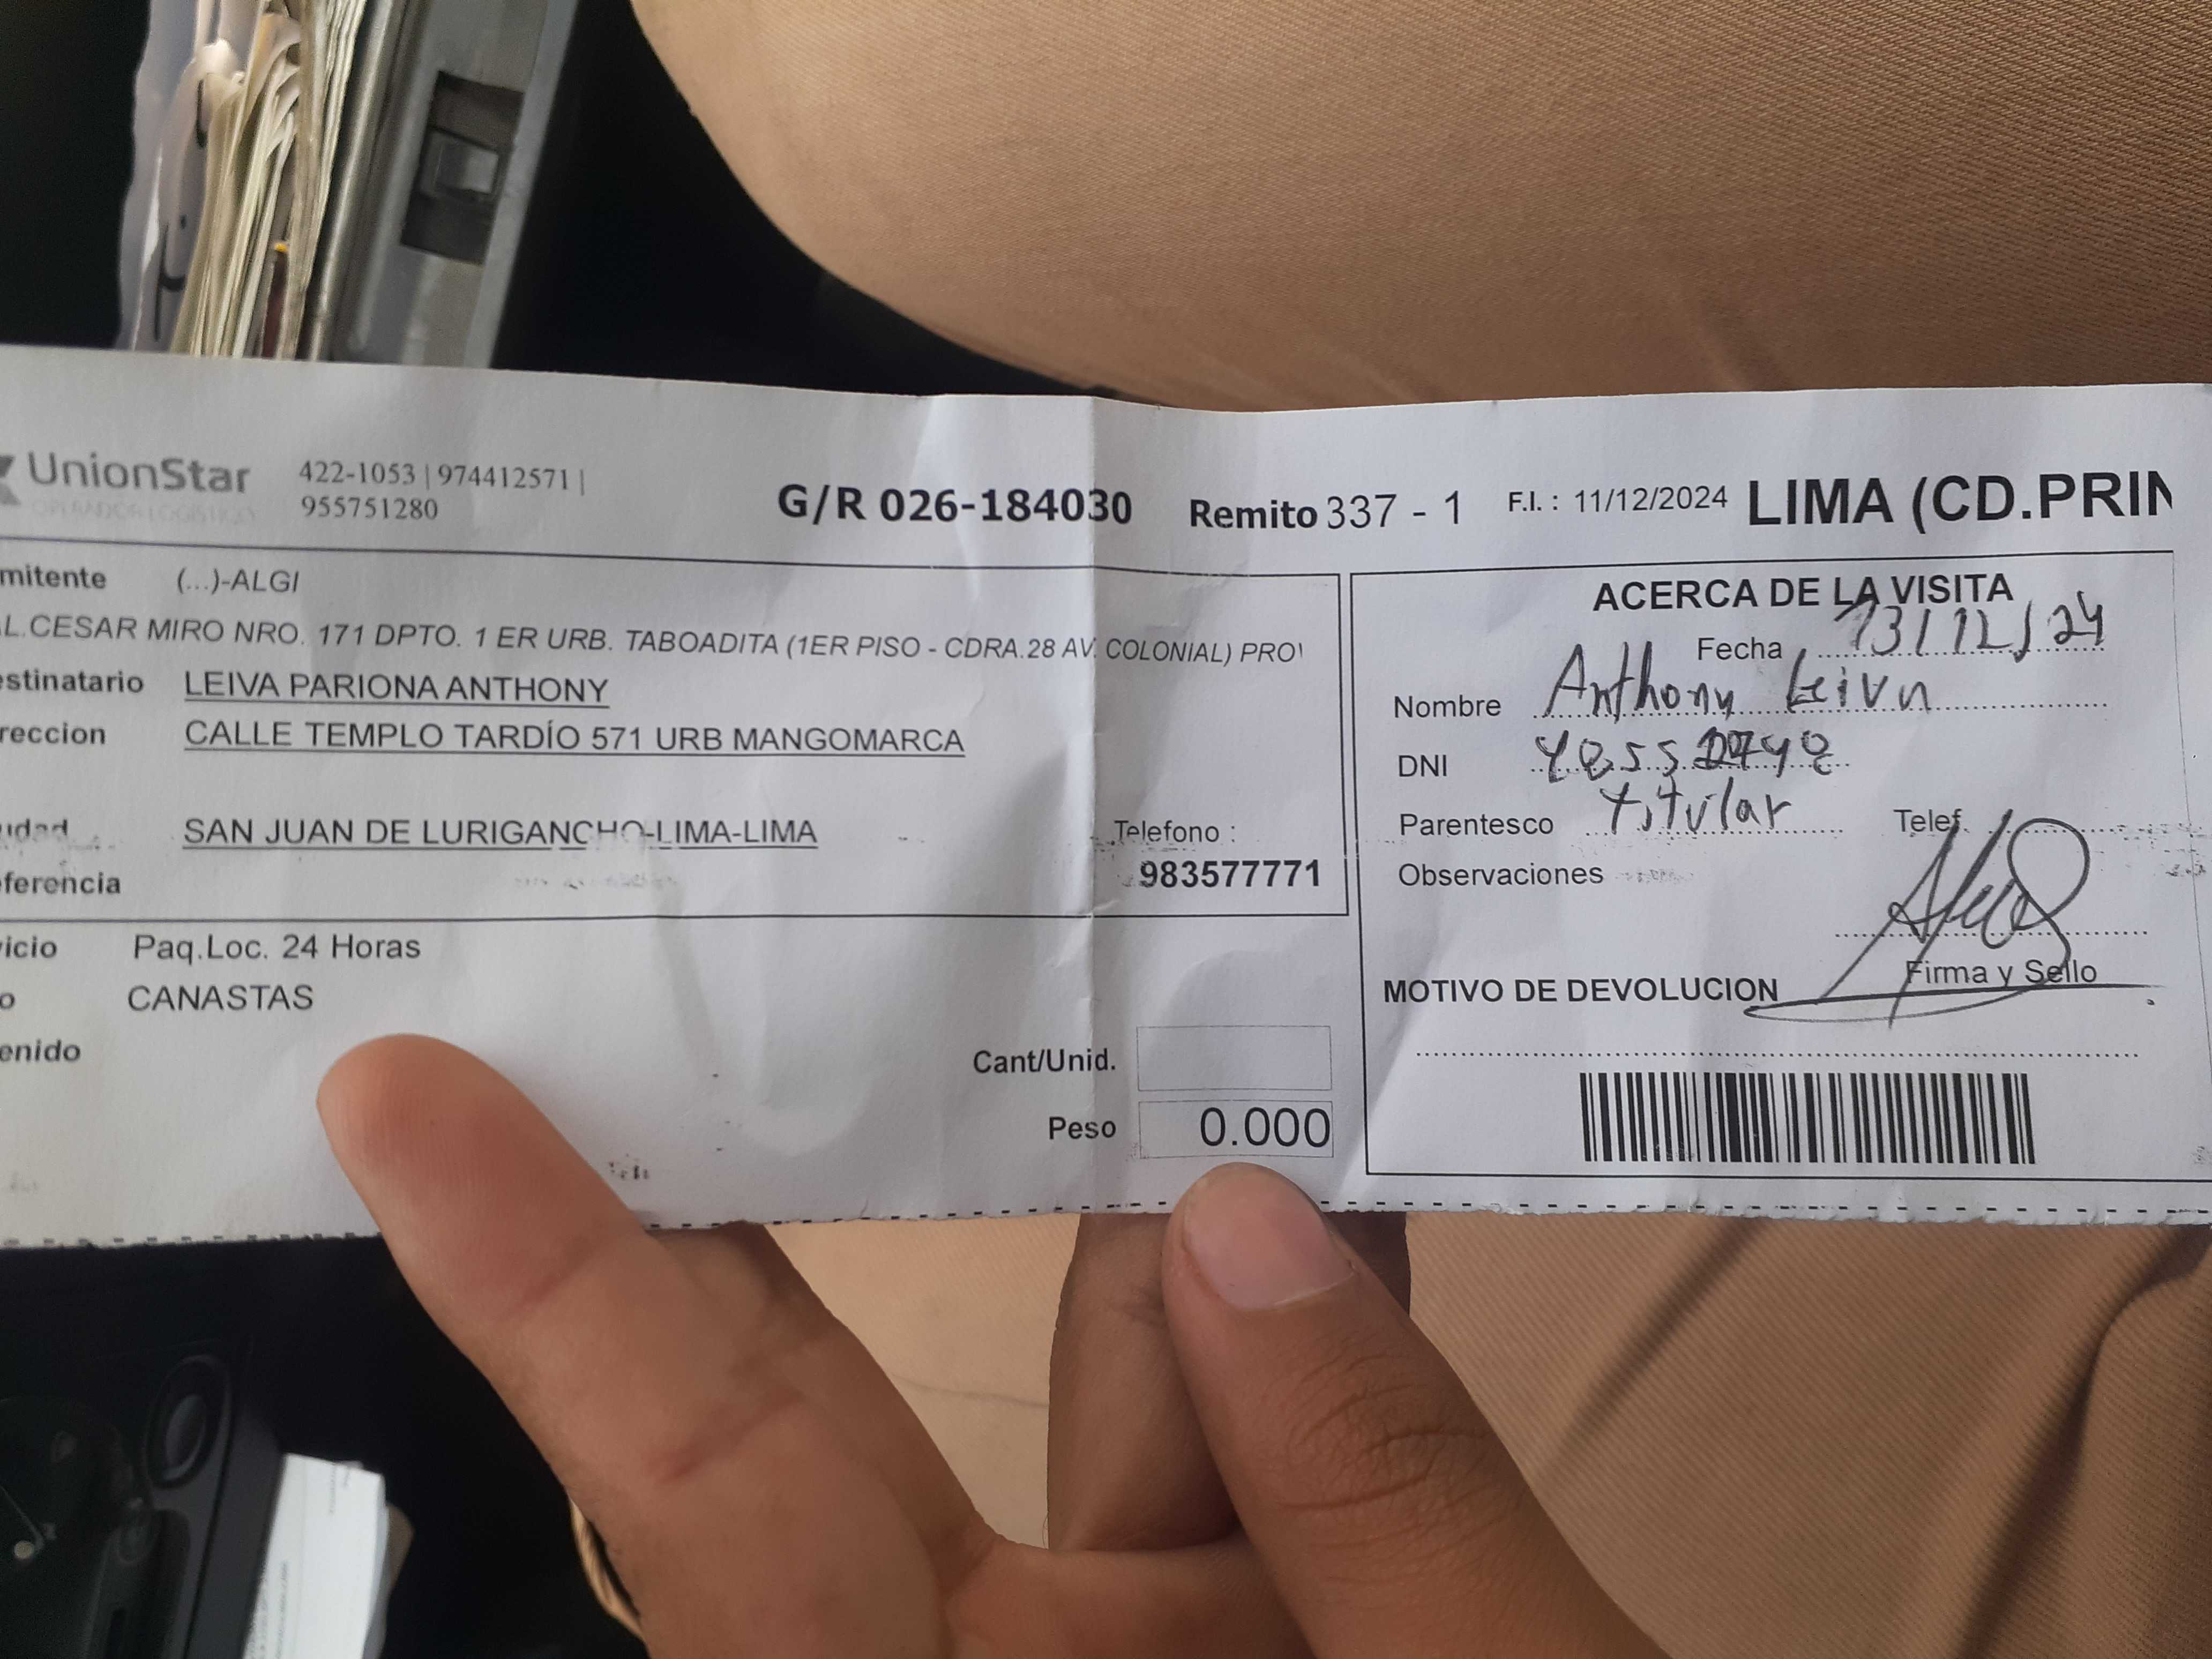 UnionStar
OPERADOR LOGISTICO
422-1053 | 974412571 |
955751280
G/R 026-184030
Remito 337 - 1
F.I. : 11/12/2024
LIMA (CD.PRIN
mitente (...)-ALGI
L.CESAR MIRO NRO. 171 DPTO. 1 ER URB. TABOADITA (1ER PISO - CDRA.28 AV. COLONIAL) PRO
estinatario LEIVA PARIONA ANTHONY
reccion CALLE TEMPLO TARDÍO 571 URB MANGOMARCA
udad SAN JUAN DE LURIGANCHO-LIMA-LIMA
Telefono :
983577771
ferencia
icio Paq.Loc. 24 Horas
o CANASTAS
enido
Cant/Unid.
Peso 0.000
ACERCA DE LA VISITA
Fecha 13/12/24
Nombre Anthony Leiva
DNI
Parentesco titular
Telef.
Observaciones
Firma y Sello
MOTIVO DE DEVOLUCION